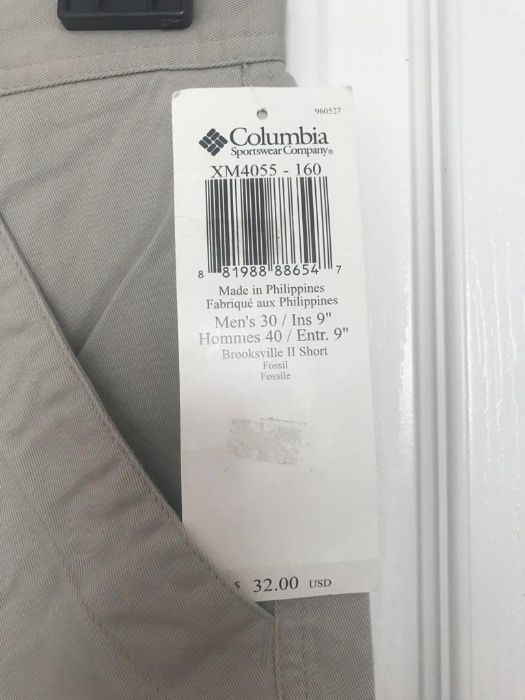 960527
Columbia
Sportswear Company®
XM4055 - 160
8 81988 88654 7
Made in Philippines
Fabriqué aux Philippines
Men's 30 / Ins 9"
Hommes 40 / Entr. 9"
Brooksville II Short
Fossil
Fossile
$ 32.00 USD